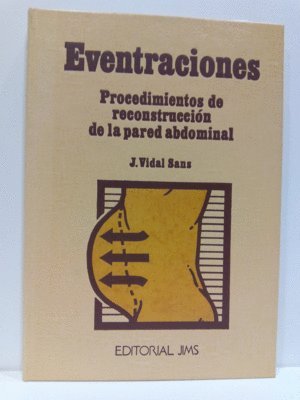 Eventraciones
Procedimientos de
reconstrucción
de la pared abdominal
J. Vidal Sans
EDITORIAL JIMS